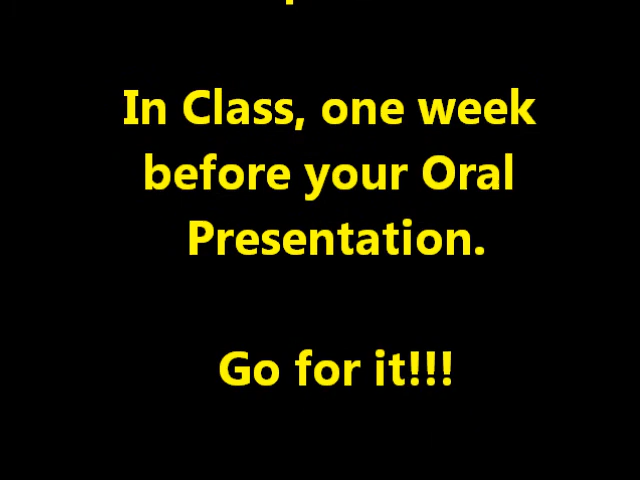 In Class, one week
before your Oral
Presentation.
Go for it!!!